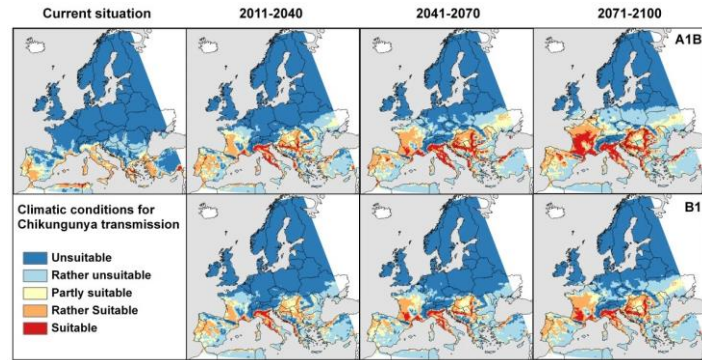 Current situation
2011-2040
2041-2070
2071-2100
A1B
B1
Climatic conditions for
Chikungunya transmission
Unsuitable
Rather unsuitable
Partly suitable
Rather Suitable
Suitable